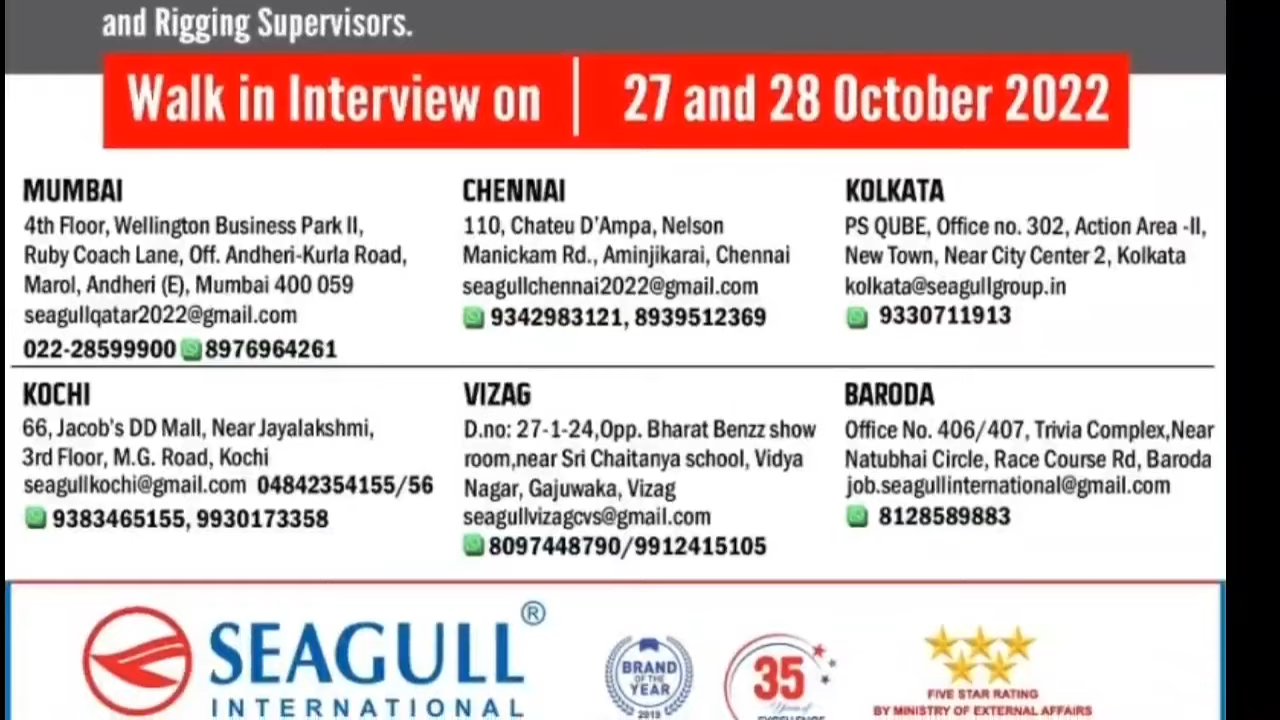 and Rigging Supervisors.
Walk in Interview on | 27 and 28 October 2022
MUMBAI
4th Floor, Wellington Business Park II,
Ruby Coach Lane, Off. Andheri-Kurla Road,
Marol, Andheri (E), Mumbai 400 059
seagullqatar2022@gmail.com
022-28599900 8976964261
CHENNAI
110, Chateu D'Ampa, Nelson
Manickam Rd., Aminjikarai, Chennai
seagullchennai2022@gmail.com
9342983121, 8939512369
KOLKATA
PS QUBE, Office no. 302, Action Area -II,
New Town, Near City Center 2, Kolkata
kolkata@seagullgroup.in
9330711913
KOCHI
66, Jacob's DD Mall, Near Jayalakshmi,
3rd Floor, M.G. Road, Kochi
seagullkochi@gmail.com 04842354155/56
9383465155, 9930173358
VIZAG
D.no: 27-1-24,Opp. Bharat Benzz show
room,near Sri Chaitanya school, Vidya
Nagar, Gajuwaka, Vizag
seagullvizagcvs@gmail.com
8097448790/9912415105
BARODA
Office No. 406/407, Trivia Complex,Near
Natubhai Circle, Race Course Rd, Baroda
job.seagullinternational@gmail.com
8128589883
SEAGULL ®
INTERNATIONAL
BRAND
OF THE
YEAR
2019
35
Years of
EXCELLENCE
FIVE STAR RATING
BY MINISTRY OF EXTERNAL AFFAIRS